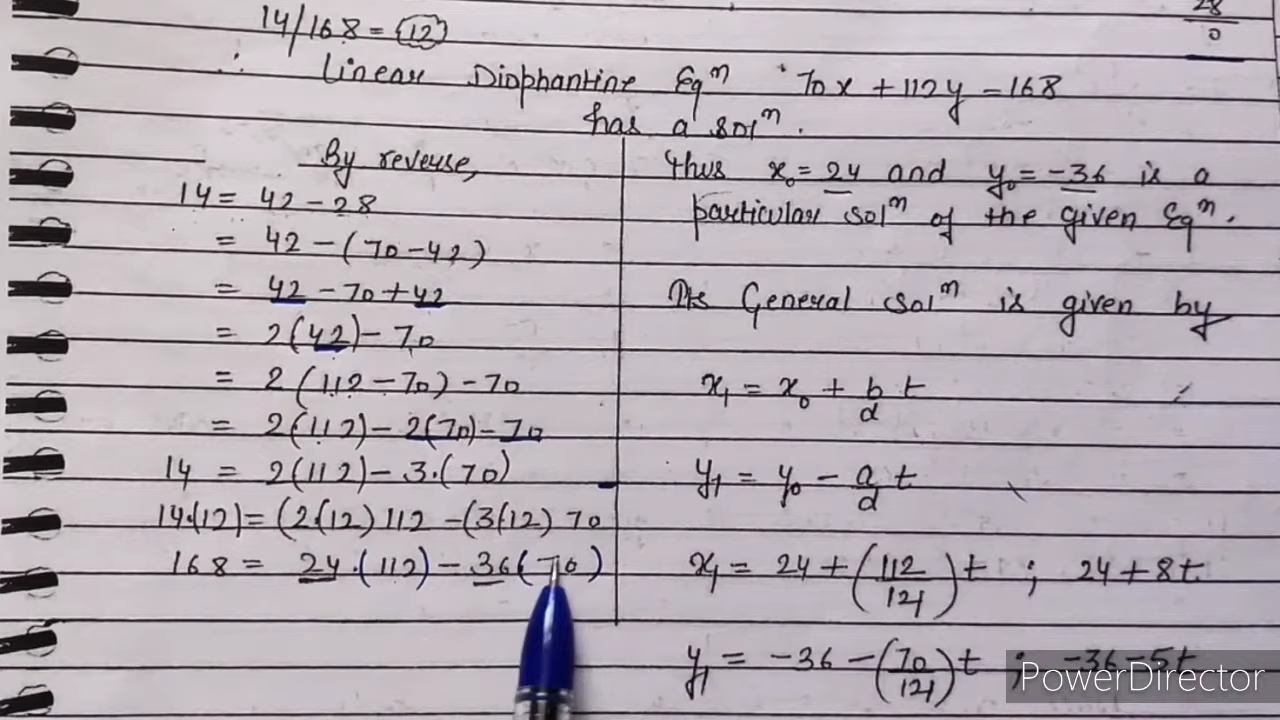 28
0
14/168 = 12
∴ Linear Diophantine Eqⁿ 70x + 112y = 168
has a solⁿ.
By reverse,
14 = 42 - 28
= 42 - (70 - 42)
= 42 - 70 + 42
= 2(42) - 70
= 2(112 - 70) - 70
= 2(112) - 2(70) - 70
14 = 2(112) - 3·(70)
14·(12) = (2·(12) 112 - (3(12) 70
168 = 24·(112) - 36(70)
Thus x₀ = 24 and y₀ = -36 is a
particular solⁿ of the given Eqⁿ.
Its General solⁿ is given by
x₁ = x₀ + b/d t
y₁ = y₀ - a/d t
x₁ = 24 + (112/14) t ; 24 + 8t
y₁ = -36 - (70/14) t ; -36 - 5t
PowerDirector